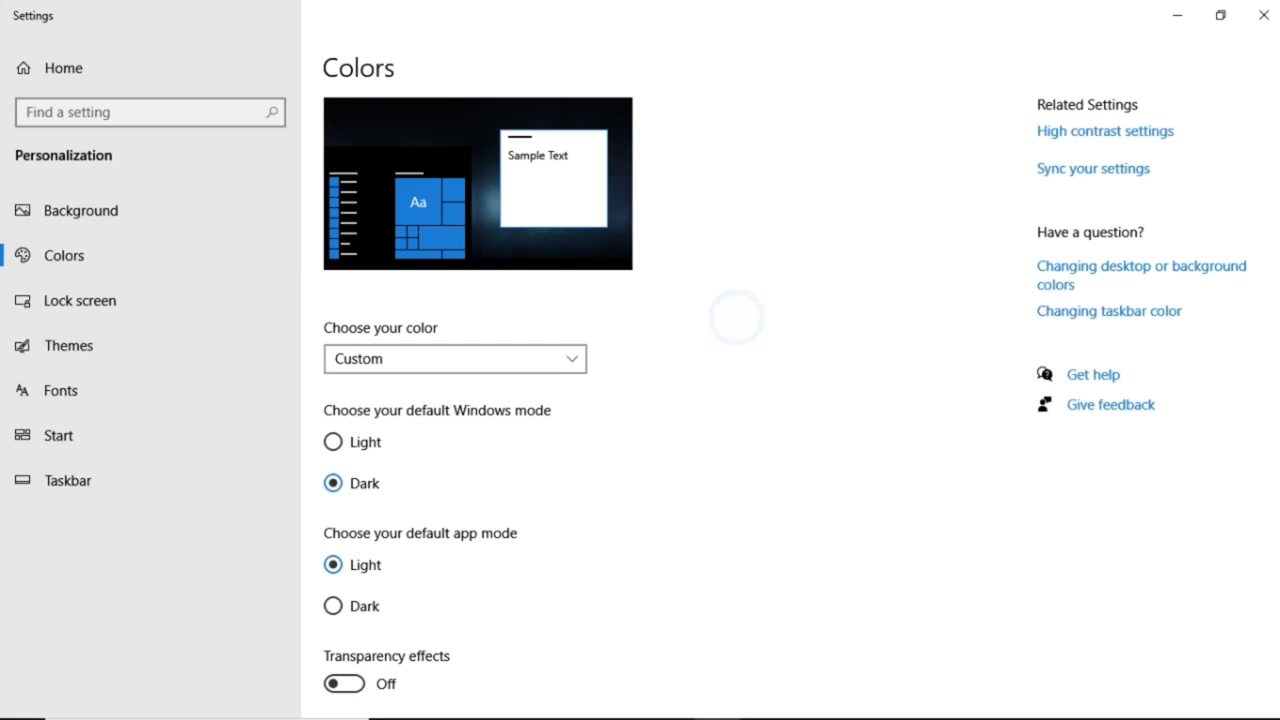 Settings
Home
Find a setting
Personalization
Background
Colors
Lock screen
Themes
Fonts
Start
Taskbar
Colors
Sample Text
Aa
Choose your color
Custom
Choose your default Windows mode
Light
Dark
Choose your default app mode
Light
Dark
Transparency effects
Off
Related Settings
High contrast settings
Sync your settings
Have a question?
Changing desktop or background
colors
Changing taskbar color
Get help
Give feedback